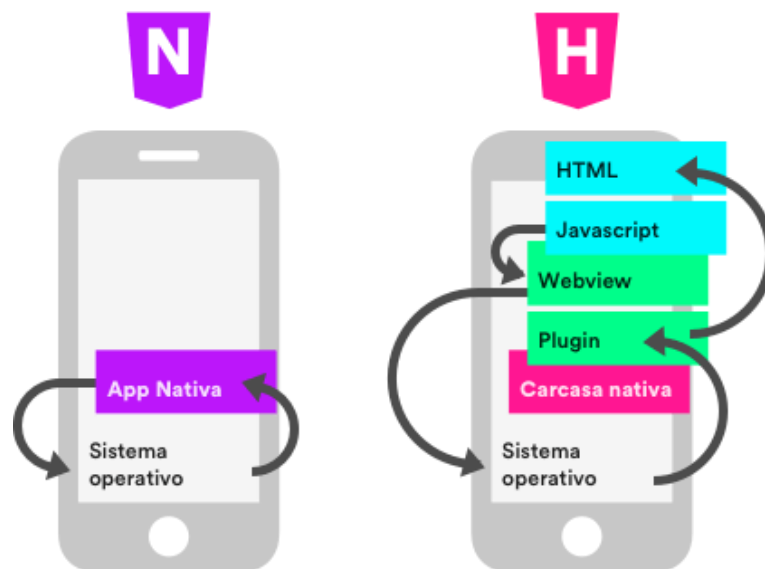 N
App Nativa
Sistema
operativo
H
HTML
Javascript
Webview
Plugin
Carcasa nativa
Sistema
operativo